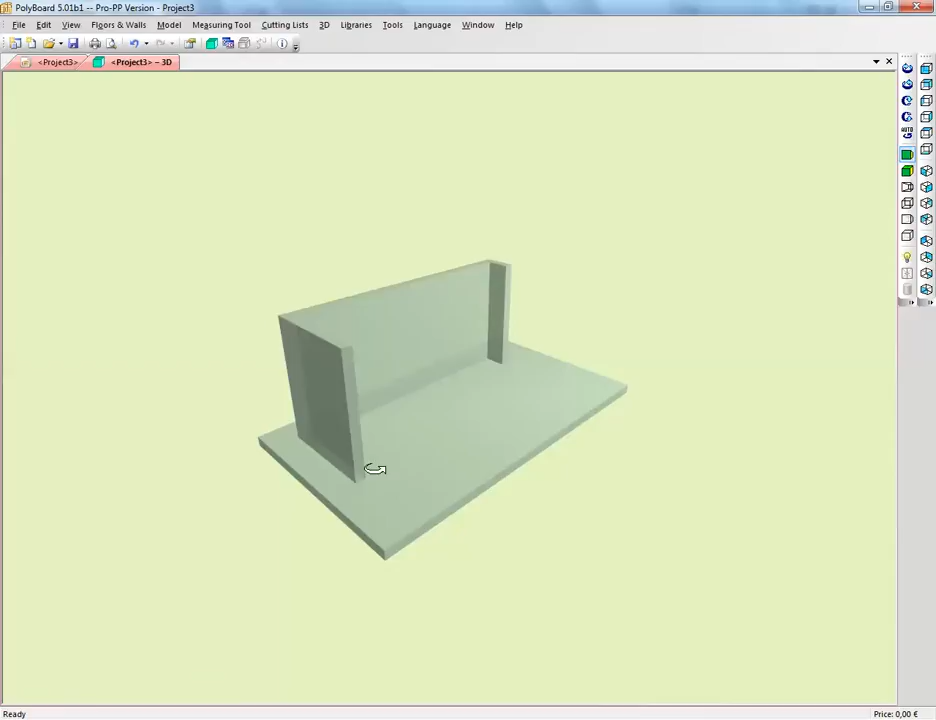 PolyBoard 5.01b1 -- Pro-PP Version - Project3
File Edit View Floors & Walls Model Measuring Tool Cutting Lists 3D Libraries Tools Language Window Help
<Project3> <Project3> – 3D
AUTO
Ready Price: 0,00 €